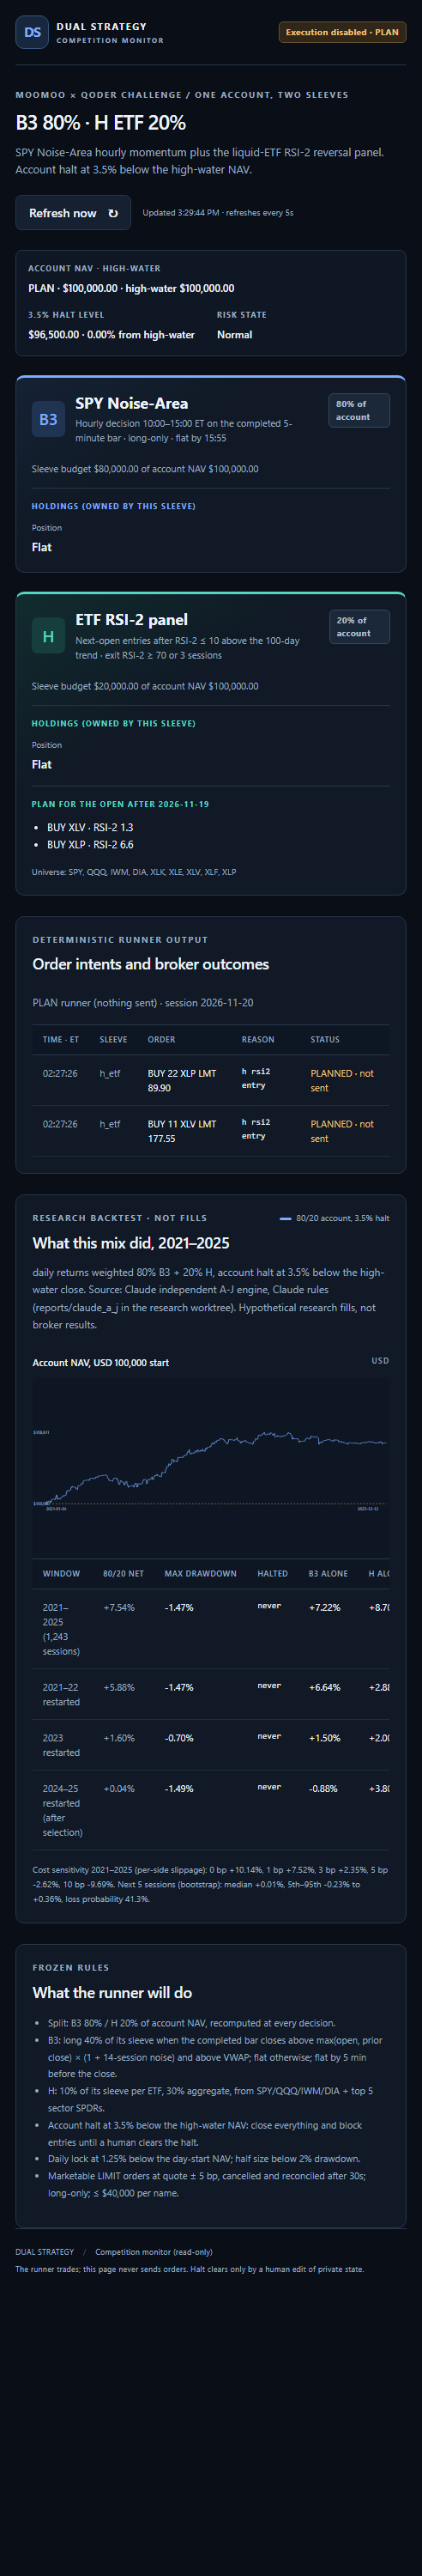 DS
DUAL STRATEGY
COMPETITION MONITOR
Execution disabled · PLAN
MOOMOO × QODER CHALLENGE / ONE ACCOUNT, TWO SLEEVES
B3 80% · H ETF 20%
SPY Noise-Area hourly momentum plus the liquid-ETF RSI-2 reversal panel.
Account halt at 3.5% below the high-water NAV.
Refresh now ↻
Updated 3:29:44 PM · refreshes every 5s
ACCOUNT NAV · HIGH-WATER
PLAN · $100,000.00 · high-water $100,000.00
3.5% HALT LEVEL
RISK STATE
$96,500.00 · 0.00% from high-water
Normal
B3
SPY Noise-Area
Hourly decision 10:00–15:00 ET on the completed 5-
minute bar · long-only · flat by 15:55
80% of
account
Sleeve budget $80,000.00 of account NAV $100,000.00
HOLDINGS (OWNED BY THIS SLEEVE)
Position
Flat
H
ETF RSI-2 panel
Next-open entries after RSI-2 ≤ 10 above the 100-day
trend · exit RSI-2 ≥ 70 or 3 sessions
20% of
account
Sleeve budget $20,000.00 of account NAV $100,000.00
HOLDINGS (OWNED BY THIS SLEEVE)
Position
Flat
PLAN FOR THE OPEN AFTER 2026-11-19
• BUY XLV · RSI-2 1.3
• BUY XLP · RSI-2 6.6
Universe: SPY, QQQ, IWM, DIA, XLK, XLE, XLV, XLF, XLP
DETERMINISTIC RUNNER OUTPUT
Order intents and broker outcomes
PLAN runner (nothing sent) · session 2026-11-20
TIME · ET SLEEVE ORDER REASON STATUS
02:27:26 h_etf BUY 22 XLP LMT h rsi2 PLANNED · not
89.90 entry sent
02:27:26 h_etf BUY 11 XLV LMT h rsi2 PLANNED · not
177.55 entry sent
RESEARCH BACKTEST · NOT FILLS
80/20 account, 3.5% halt
What this mix did, 2021–2025
daily returns weighted 80% B3 + 20% H, account halt at 3.5% below the high-
water close. Source: Claude independent A-J engine, Claude rules
(reports/claude_a_j in the research worktree). Hypothetical research fills, not
broker results.
Account NAV, USD 100,000 start
USD
WINDOW 80/20 NET MAX DRAWDOWN HALTED B3 ALONE H ALO
2021– +7.54% -1.47% never +7.22% +8.70
2025
(1,243
sessions)
2021–22 +5.88% -1.47% never +6.64% +2.88
restarted
2023 +1.60% -0.70% never +1.50% +2.00
restarted
2024–25 +0.04% -1.49% never -0.88% +3.80
restarted
(after
selection)
Cost sensitivity 2021–2025 (per-side slippage): 0 bp +10.14%, 1 bp +7.52%, 3 bp +2.35%, 5 bp
-2.62%, 10 bp -9.69%. Next 5 sessions (bootstrap): median +0.01%, 5th–95th -0.23% to
+0.36%, loss probability 41.3%.
FROZEN RULES
What the runner will do
• Split: B3 80% / H 20% of account NAV, recomputed at every decision.
• B3: long 40% of its sleeve when the completed bar closes above max(open, prior
close) × (1 + 14-session noise) and above VWAP; flat otherwise; flat by 5 min
before the close.
• H: 10% of its sleeve per ETF, 30% aggregate, from SPY/QQQ/IWM/DIA + top 5
sector SPDRs.
• Account halt at 3.5% below the high-water NAV: close everything and block
entries until a human clears the halt.
• Daily lock at 1.25% below the day-start NAV; half size below 2% drawdown.
• Marketable LIMIT orders at quote ± 5 bp, cancelled and reconciled after 30s;
long-only; ≤ $40,000 per name.
DUAL STRATEGY / Competition monitor (read-only)
The runner trades; this page never sends orders. Halt clears only by a human edit of private state.